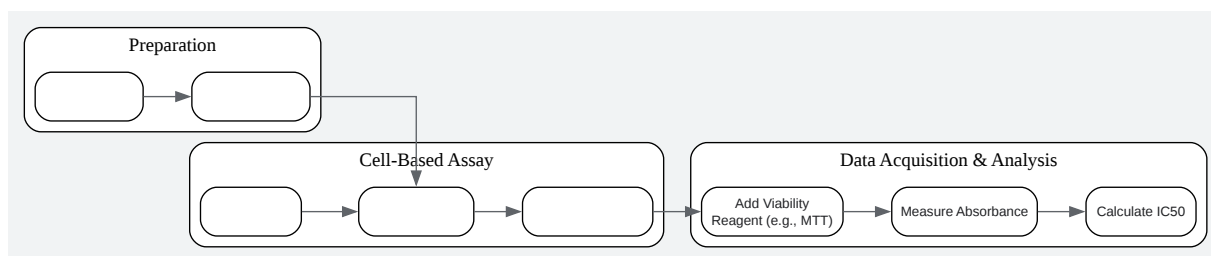 Preparation
Cell-Based Assay
Data Acquisition & Analysis
Add Viability
Reagent (e.g., MTT)
Measure Absorbance
Calculate IC50